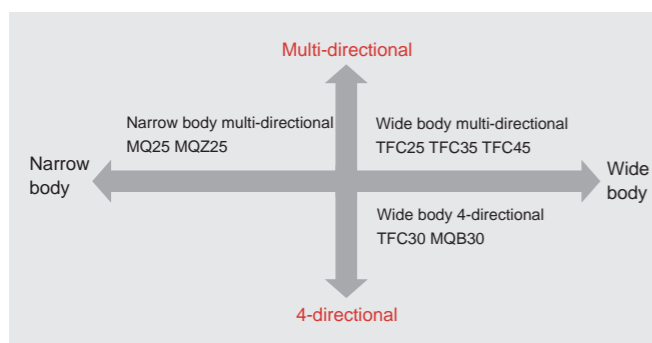 Multi-directional
Narrow body multi-directional
MQ25 MQZ25
Wide body multi-directional
TFC25 TFC35 TFC45
Narrow
body
Wide
body
Wide body 4-directional
TFC30 MQB30
4-directional